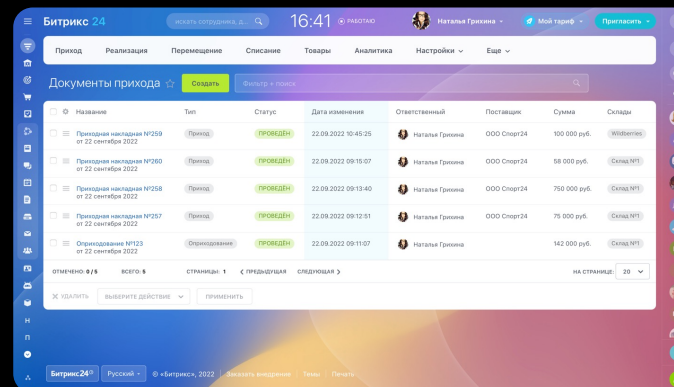 Битрикс 24
искать сотрудника, д...
16:41
РАБОТАЮ
Наталья Грихина
Мой тариф
Пригласить
Приход Реализация Перемещение Списание Товары Аналитика Настройки Еще
Документы прихода
Создать
Фильтр + поиск
Название Тип Статус Дата изменения Ответственный Поставщик Сумма Склады
Приходная накладная №259 Приход ПРОВЕДЁН 22.09.2022 10:45:25 Наталья Грихина ООО Спорт24 100 000 руб. Wildberries
от 22 сентября 2022
Приходная накладная №260 Приход ПРОВЕДЁН 22.09.2022 09:15:07 Наталья Грихина ООО Спорт24 58 000 руб. Склад №1
от 22 сентября 2022
Приходная накладная №258 Приход ПРОВЕДЁН 22.09.2022 09:13:40 Наталья Грихина ООО Спорт24 750 000 руб. Склад №1
от 22 сентября 2022
Приходная накладная №257 Приход ПРОВЕДЁН 22.09.2022 09:12:51 Наталья Грихина ООО Спорт24 75 000 руб. Склад №1
от 22 сентября 2022
Оприходование №123 Оприходование ПРОВЕДЁН 22.09.2022 09:11:07 Наталья Грихина 142 000 руб. Склад №1
от 22 сентября 2022
ОТМЕЧЕНО: 0 / 5 ВСЕГО: 5 СТРАНИЦЫ: 1 ПРЕДЫДУЩАЯ СЛЕДУЮЩАЯ НА СТРАНИЦЕ: 20
УДАЛИТЬ ВЫБЕРИТЕ ДЕЙСТВИЕ ПРИМЕНИТЬ
Н
П
Битрикс24 Русский © «Битрикс», 2022 Заказать внедрение Темы Печать